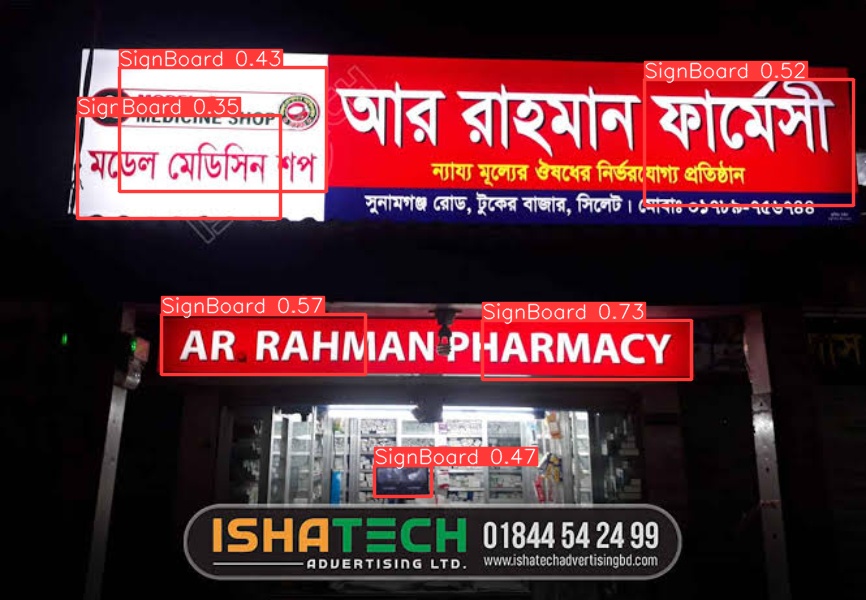 SignBoard 0.43
SignBoard 0.52
SignBoard 0.35
MEDICINE SHOP
মডেল মেডিসিন শপ
আর রাহমান ফার্মেসী
ন্যায্য মূল্যের ঔষধের নির্ভরযোগ্য প্রতিষ্ঠান
সুনামগঞ্জ রোড, টুকের বাজার, সিলেট। মোবাঃ ০১৭৮৯-৭৫৬৭৪৪
SignBoard 0.57
SignBoard 0.73
AR. RAHMAN PHARMACY
SignBoard 0.47
ISHATECH
ADVERTISING LTD.
01844 54 24 99
www.ishatechadvertisingbd.com